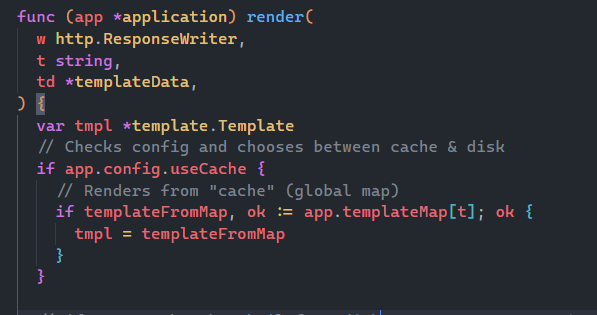 func (app *application) render(
w http.ResponseWriter,
t string,
td *templateData,
) {
var tmpl *template.Template
// Checks config and chooses between cache & disk
if app.config.useCache {
// Renders from "cache" (global map)
if templateFromMap, ok := app.templateMap[t]; ok {
tmpl = templateFromMap
}
}